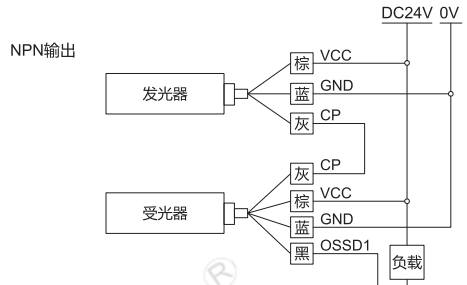 DC24V 0V
NPN输出
棕 VCC
发光器
蓝 GND
灰 CP
灰 CP
棕 VCC
受光器
蓝 GND
黑 OSSD1
负载
®